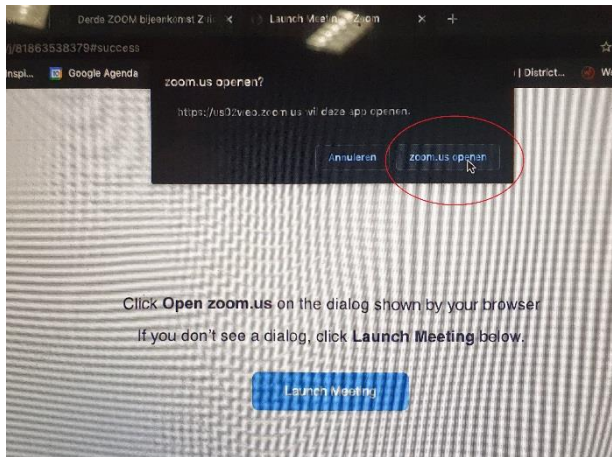 Derde ZOOM bijeenkomst Z
Launch Meeting - Zoom
/j/81863538379#success
Inspi... Google Agenda
| District...
zoom.us openen?
https://us02web.zoom.us wil deze app openen.
Annuleren zoom.us openen
Click Open zoom.us on the dialog shown by your browser
If you don't see a dialog, click Launch Meeting below.
Launch Meeting